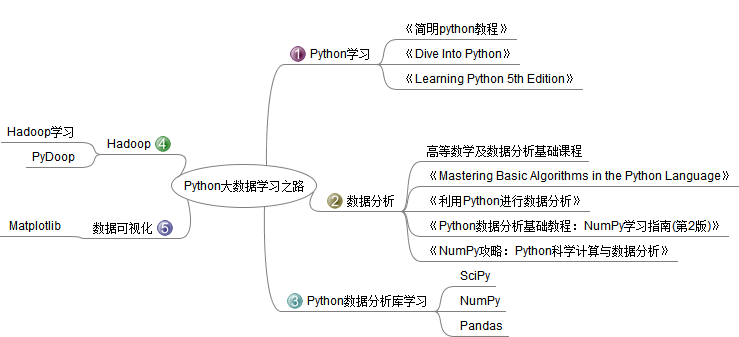 Python大数据学习之路
1 Python学习
《简明python教程》
《Dive Into Python》
《Learning Python 5th Edition》
2 数据分析
高等数学及数据分析基础课程
《Mastering Basic Algorithms in the Python Language》
《利用Python进行数据分析》
《Python数据分析基础教程：NumPy学习指南(第2版)》
《NumPy攻略：Python科学计算与数据分析》
3 Python数据分析库学习
SciPy
NumPy
Pandas
Hadoop 4
Hadoop学习
PyDoop
数据可视化 5
Matplotlib